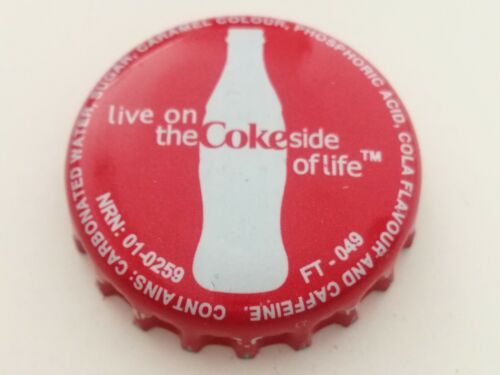 live on
the Coke side
of life™
NRN: 01-0259
FT - 049
CONTAINS: CARBONATED WATER, SUGAR, CARAMEL COLOUR, PHOSPHORIC ACID, COLA FLAVOUR AND CAFFEINE.